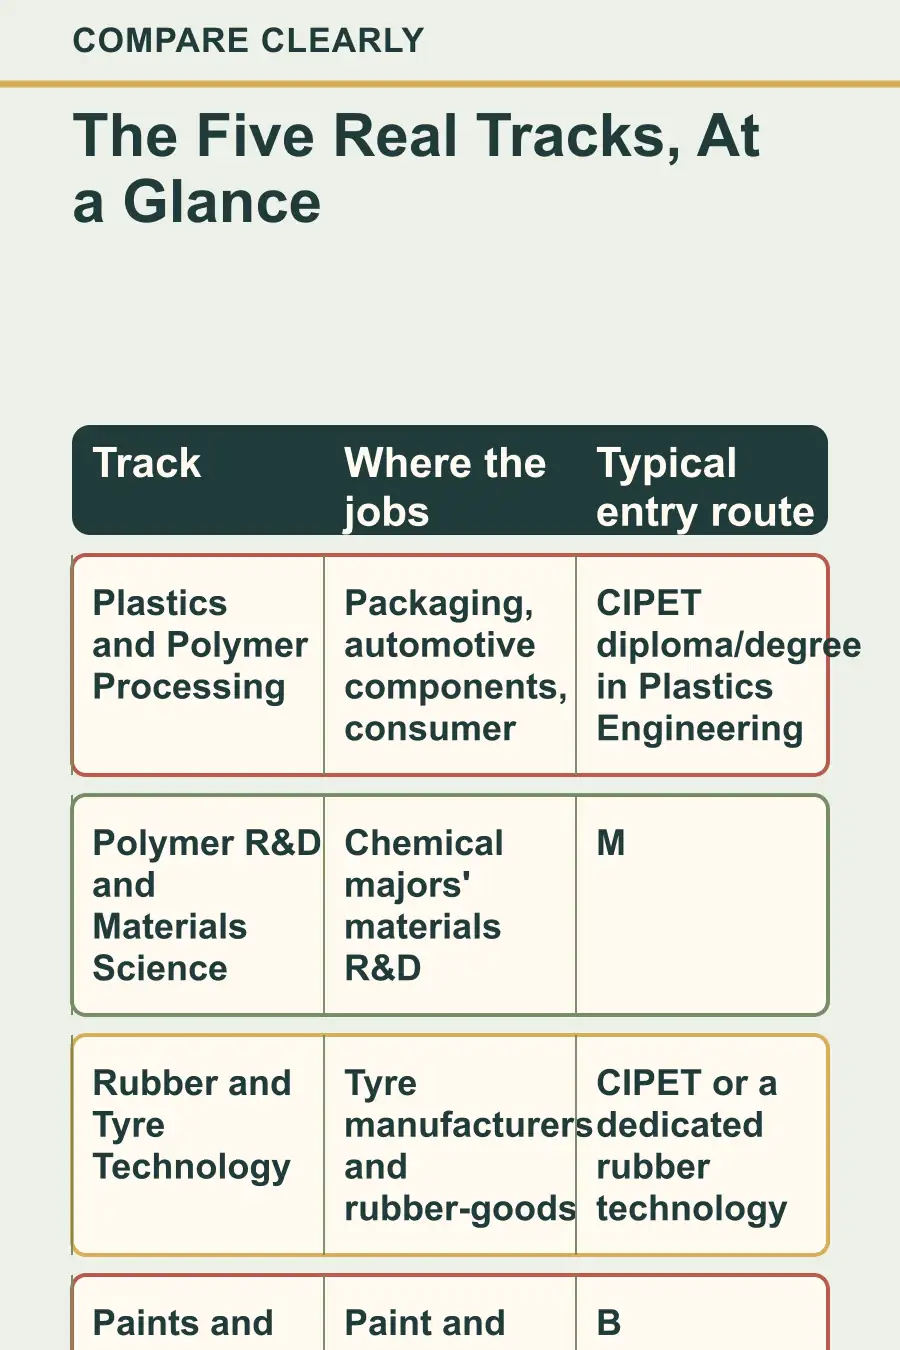 COMPARE CLEARLY
The Five Real Tracks, At
a Glance
Track
Where the
jobs
Typical
entry route
Plastics
and Polymer
Processing
Packaging,
automotive
components,
consumer
CIPET
diploma/degree
in Plastics
Engineering
Polymer R&D
and
Materials
Science
Chemical
majors'
materials
R&D
M
Rubber and
Tyre
Technology
Tyre
manufacturers
and
rubber-goods
CIPET or a
dedicated
rubber
technology
Paints and
Paint and
B